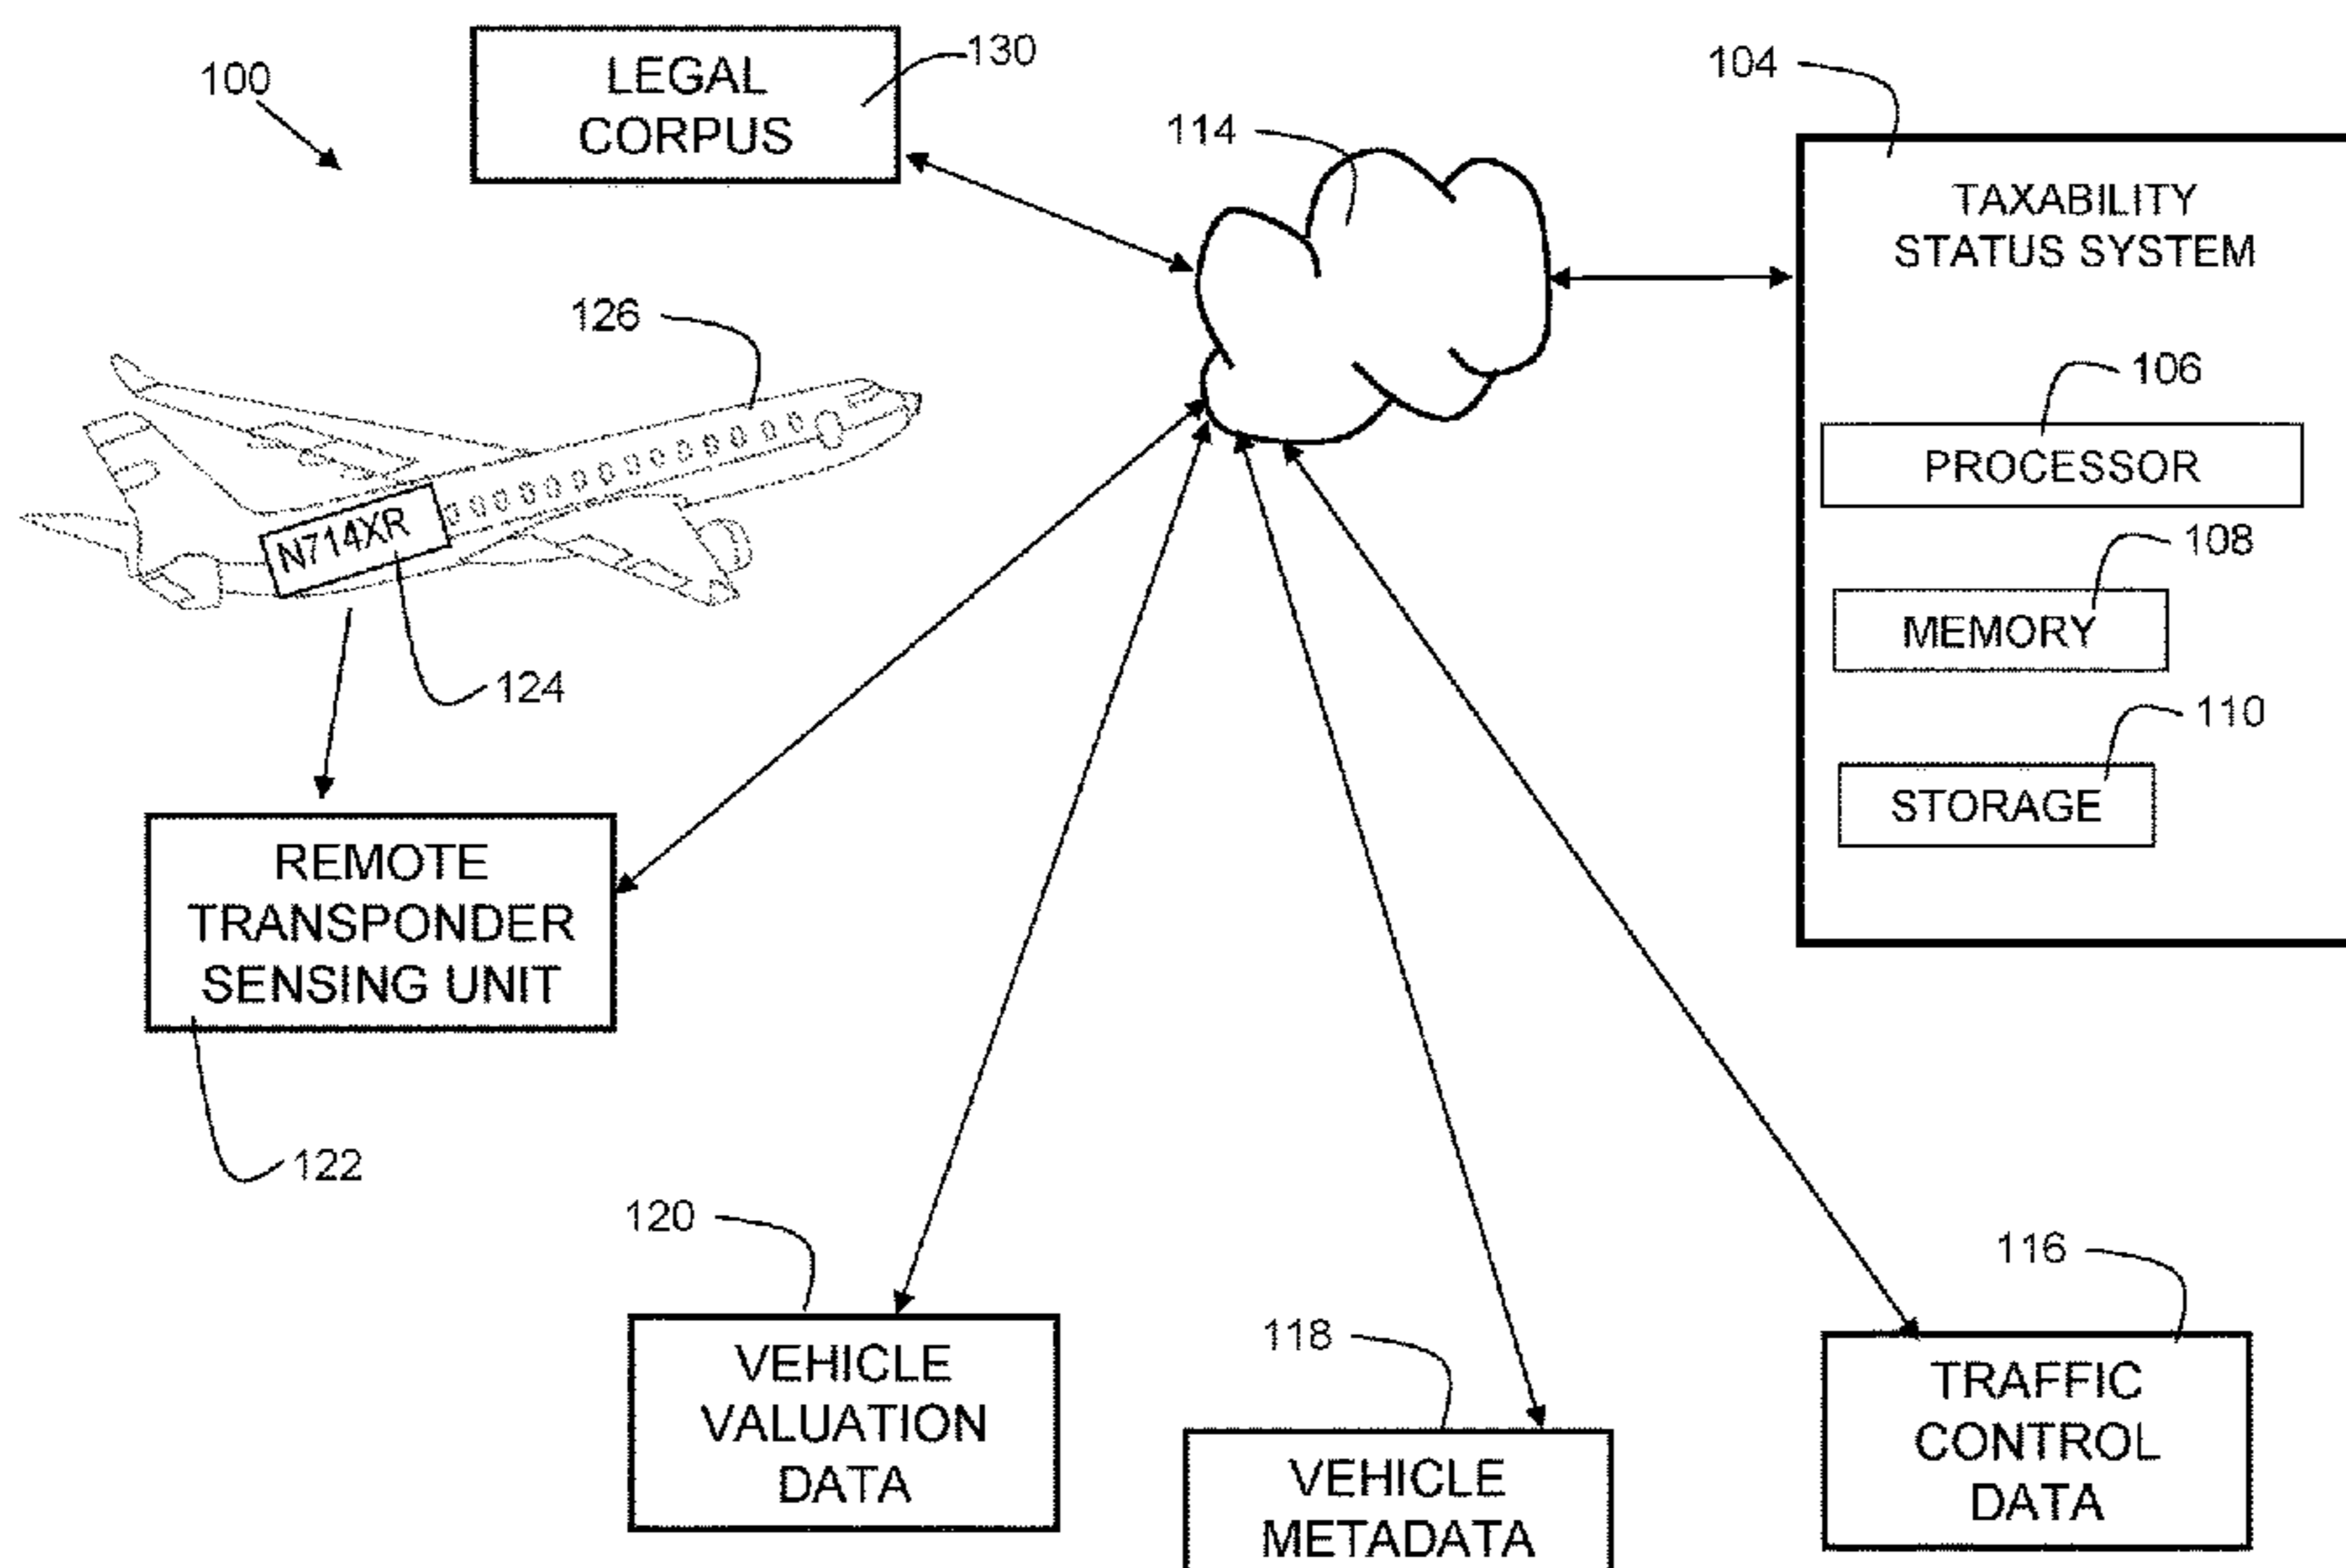 100
LEGAL
CORPUS
130
114
104
TAXABILITY
STATUS SYSTEM
126
106
PROCESSOR
N714XR
108
MEMORY
124
110
STORAGE
REMOTE
TRANSPONDER
SENSING UNIT
122
120
VEHICLE
VALUATION
DATA
118
VEHICLE
METADATA
116
TRAFFIC
CONTROL
DATA